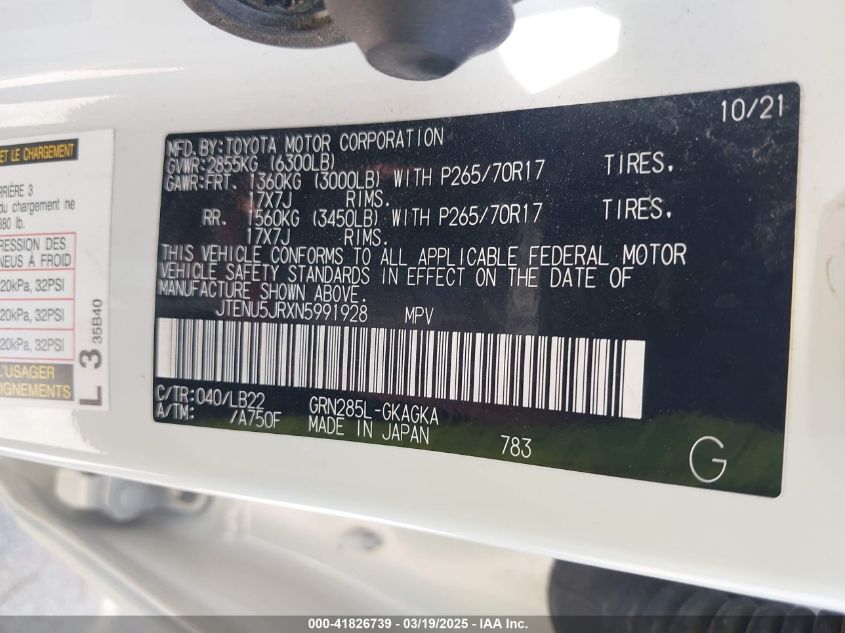 10/21
MFD. BY: TOYOTA MOTOR CORPORATION
GVWR: 2855KG (6300LB)
GAWR: FRT. 1360KG (3000LB) WITH P265/70R17 TIRES,
17X7J RIMS.
RR. 1560KG (3450LB) WITH P265/70R17 TIRES,
17X7J RIMS.
THIS VEHICLE CONFORMS TO ALL APPLICABLE FEDERAL MOTOR
VEHICLE SAFETY STANDARDS IN EFFECT ON THE DATE OF
MANUFACTURE SHOWN ABOVE.
JTENU5JRXN5991928 MPV
C/TR: 040/LB22 GRN285L-GKAGKA
A/TM: /A750F MADE IN JAPAN 783
G
ET LE CHARGEMENT
RRIÈRE 3
du chargement ne
880 lb.
RESSION DES
NEUS À FROID
20kPa, 32PSI
20kPa, 32PSI
20kPa, 32PSI
L'USAGER
IGNEMENTS
L 3 35B40
000-41826739 - 03/19/2025 - IAA Inc.